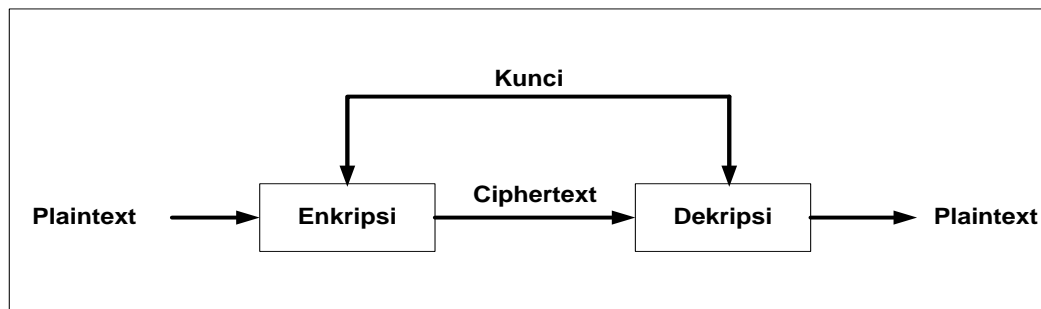 Kunci
Ciphertext
Plaintext
Enkripsi
Dekripsi
Plaintext